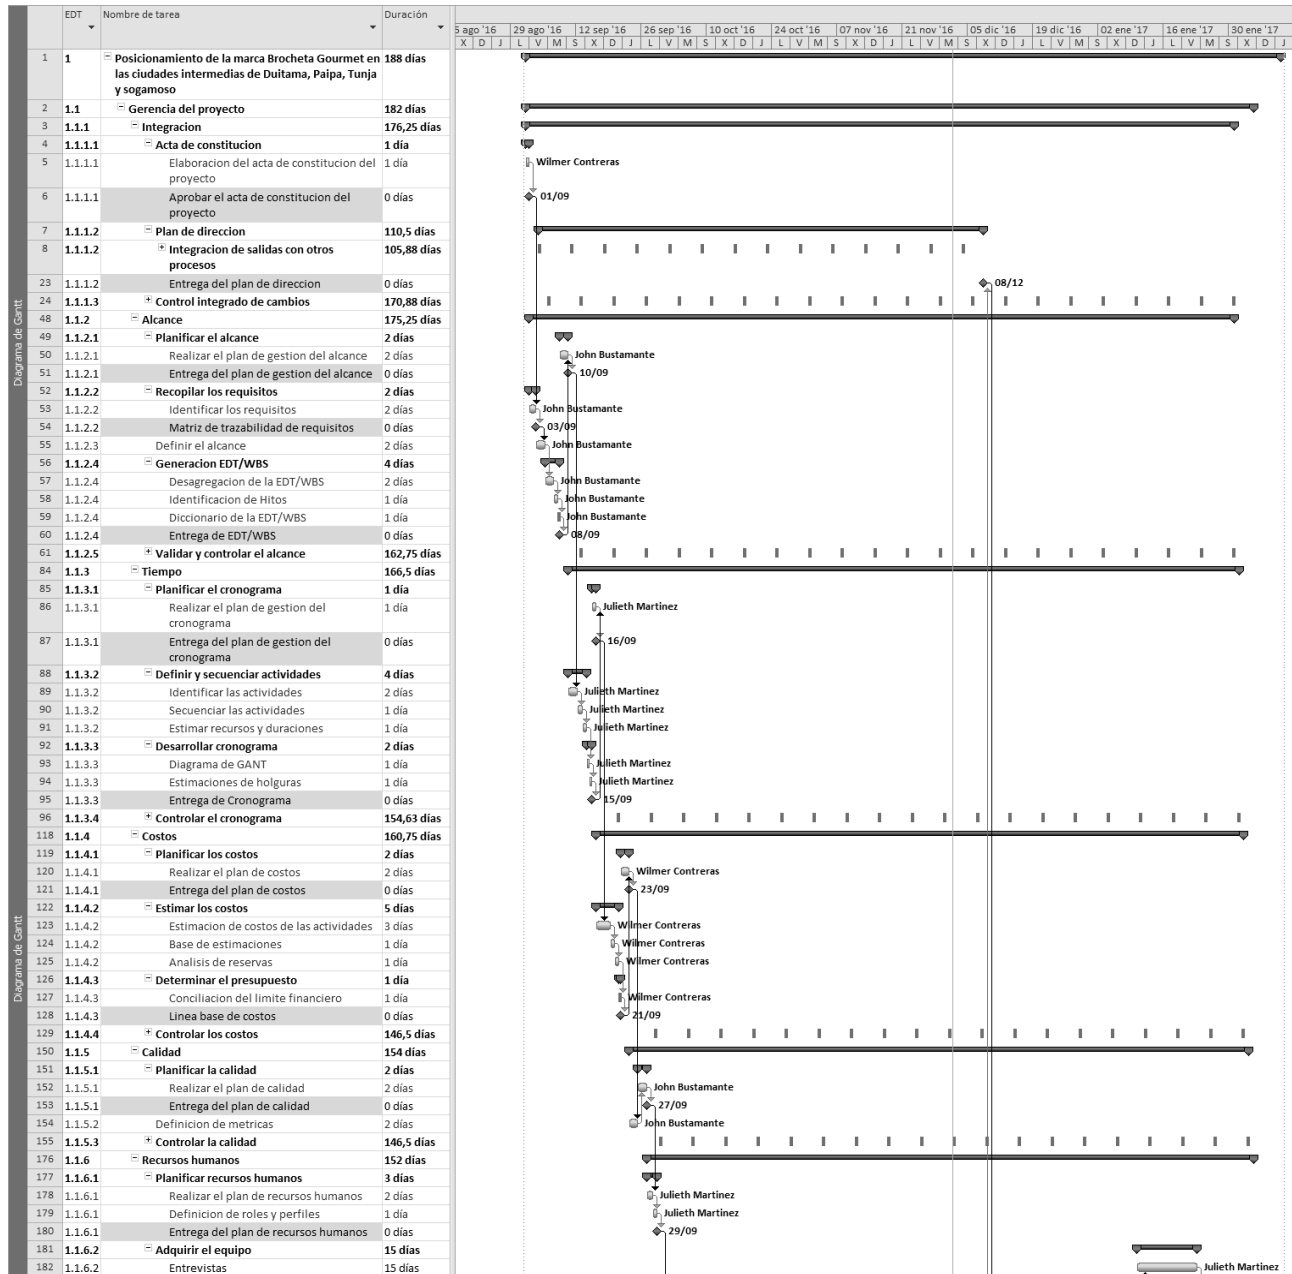 EDT Nombre de tarea Duración
5 ago '16 29 ago '16 12 sep '16 26 sep '16 10 oct '16 24 oct '16 07 nov '16 21 nov '16 05 dic '16 19 dic '16 02 ene '17 16 ene '17 30 ene '17
X D J L V M S X D J L V M S X D J L V M S X D J L V M S X D J L V M S X D J
1 1 Posicionamiento de la marca Brocheta Gourmet en 188 días
las ciudades intermedias de Duitama, Paipa, Tunja
y sogamoso
2 1.1 Gerencia del proyecto 182 días
3 1.1.1 Integracion 176,25 días
4 1.1.1.1 Acta de constitucion 1 día
5 1.1.1.1 Elaboracion del acta de constitucion del 1 día Wilmer Contreras
proyecto
6 1.1.1.1 Aprobar el acta de constitucion del 0 días 01/09
proyecto
7 1.1.1.2 Plan de direccion 110,5 días
8 1.1.1.2 Integracion de salidas con otros 105,88 días
procesos
23 1.1.1.2 Entrega del plan de direccion 0 días 08/12
24 1.1.1.3 Control integrado de cambios 170,88 días
48 1.1.2 Alcance 175,25 días
49 1.1.2.1 Planificar el alcance 2 días
50 1.1.2.1 Realizar el plan de gestion del alcance 2 días John Bustamante
51 1.1.2.1 Entrega del plan de gestion del alcance 0 días 10/09
52 1.1.2.2 Recopilar los requisitos 2 días
53 1.1.2.2 Identificar los requisitos 2 días John Bustamante
54 1.1.2.2 Matriz de trazabilidad de requisitos 0 días 03/09
55 1.1.2.3 Definir el alcance 2 días John Bustamante
56 1.1.2.4 Generacion EDT/WBS 4 días
57 1.1.2.4 Desagregacion de la EDT/WBS 2 días John Bustamante
58 1.1.2.4 Identificacion de Hitos 1 día John Bustamante
59 1.1.2.4 Diccionario de la EDT/WBS 1 día John Bustamante
60 1.1.2.4 Entrega de EDT/WBS 0 días 08/09
61 1.1.2.5 Validar y controlar el alcance 162,75 días
84 1.1.3 Tiempo 166,5 días
85 1.1.3.1 Planificar el cronograma 1 día
86 1.1.3.1 Realizar el plan de gestion del 1 día Julieth Martinez
cronograma
87 1.1.3.1 Entrega del plan de gestion del 0 días 16/09
cronograma
88 1.1.3.2 Definir y secuenciar actividades 4 días
89 1.1.3.2 Identificar las actividades 2 días Julieth Martinez
90 1.1.3.2 Secuenciar las actividades 1 día Julieth Martinez
91 1.1.3.2 Estimar recursos y duraciones 1 día Julieth Martinez
92 1.1.3.3 Desarrollar cronograma 2 días
93 1.1.3.3 Diagrama de GANT 1 día Julieth Martinez
94 1.1.3.3 Estimaciones de holguras 1 día Julieth Martinez
95 1.1.3.3 Entrega de Cronograma 0 días 15/09
96 1.1.3.4 Controlar el cronograma 154,63 días
118 1.1.4 Costos 160,75 días
119 1.1.4.1 Planificar los costos 2 días
120 1.1.4.1 Realizar el plan de costos 2 días Wilmer Contreras
121 1.1.4.1 Entrega del plan de costos 0 días 23/09
122 1.1.4.2 Estimar los costos 5 días
123 1.1.4.2 Estimacion de costos de las actividades 3 días Wilmer Contreras
124 1.1.4.2 Base de estimaciones 1 día Wilmer Contreras
125 1.1.4.2 Analisis de reservas 1 día Wilmer Contreras
126 1.1.4.3 Determinar el presupuesto 1 día
127 1.1.4.3 Conciliacion del limite financiero 1 día Wilmer Contreras
128 1.1.4.3 Linea base de costos 0 días 21/09
129 1.1.4.4 Controlar los costos 146,5 días
150 1.1.5 Calidad 154 días
151 1.1.5.1 Planificar la calidad 2 días
152 1.1.5.1 Realizar el plan de calidad 2 días John Bustamante
153 1.1.5.1 Entrega del plan de calidad 0 días 27/09
154 1.1.5.2 Definicion de metricas 2 días John Bustamante
155 1.1.5.3 Controlar la calidad 146,5 días
176 1.1.6 Recursos humanos 152 días
177 1.1.6.1 Planificar recursos humanos 3 días
178 1.1.6.1 Realizar el plan de recursos humanos 2 días Julieth Martinez
179 1.1.6.1 Definicion de roles y perfiles 1 día Julieth Martinez
180 1.1.6.1 Entrega del plan de recursos humanos 0 días 29/09
181 1.1.6.2 Adquirir el equipo 15 días
182 1.1.6.2 Entrevistas 15 días Julieth Martinez
Diagrama de Gantt
Diagrama de Gantt